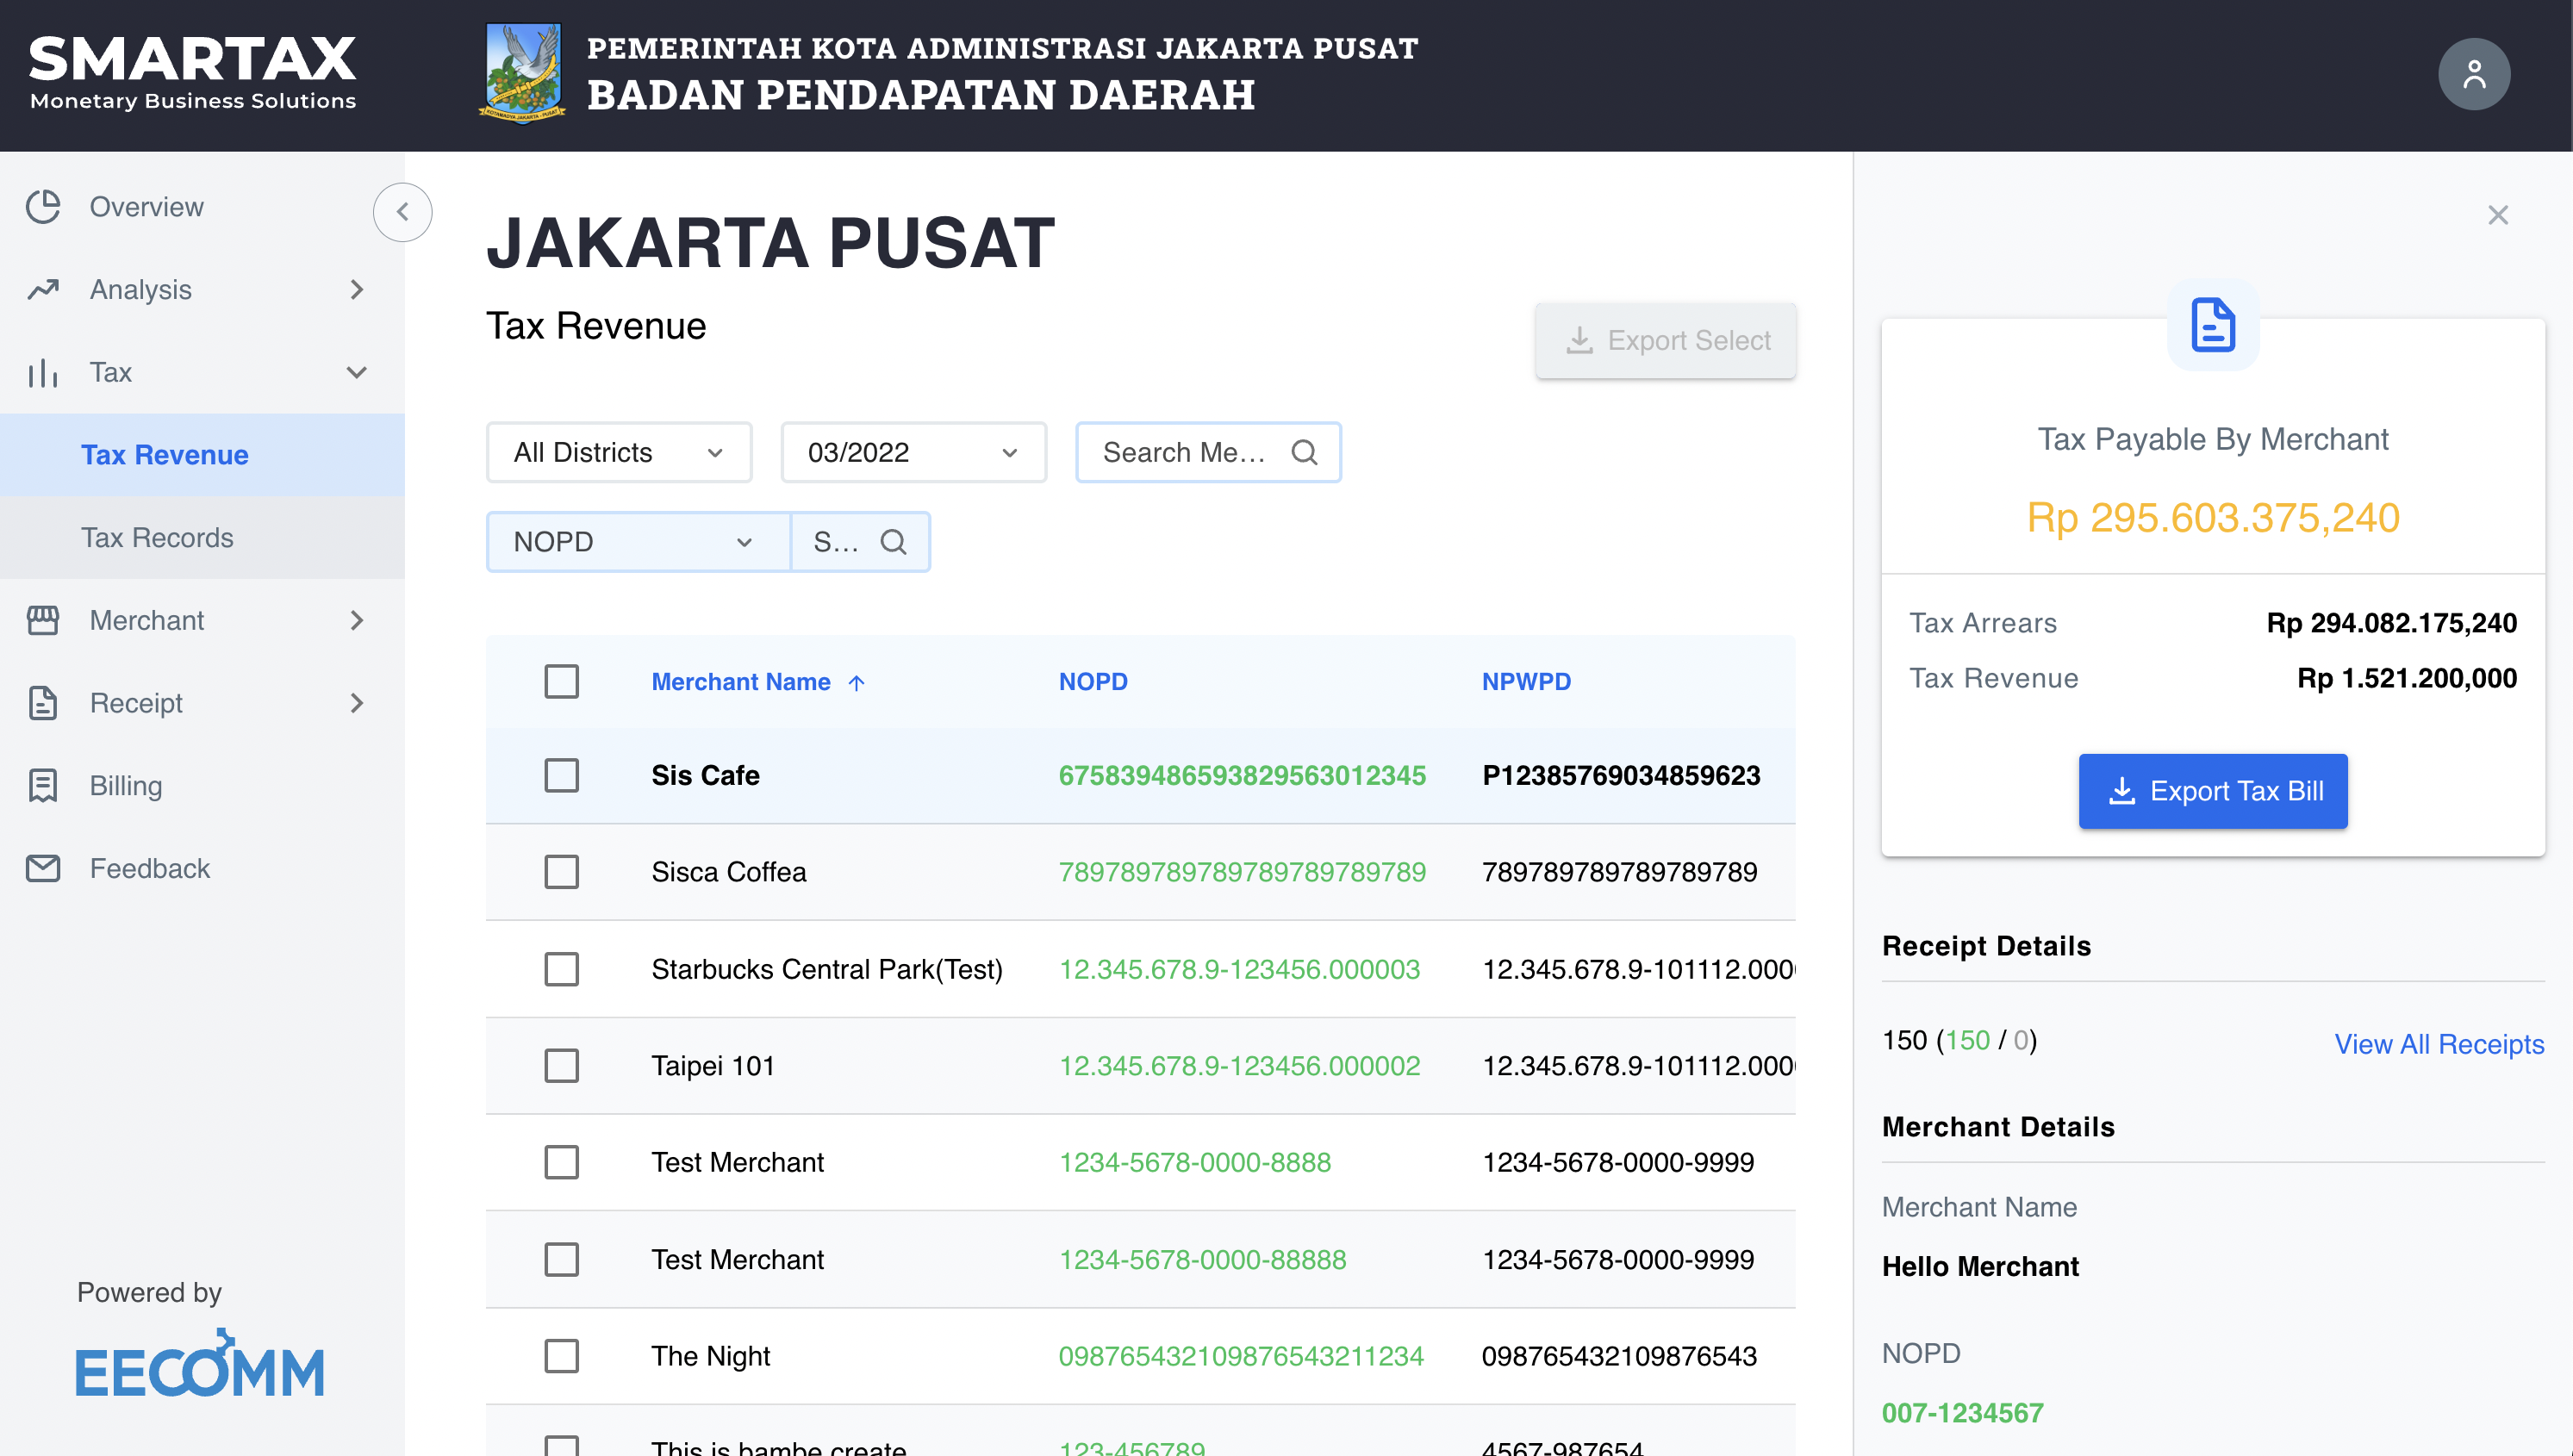 SMARTAX
Monetary Business Solutions
PEMERINTAH KOTA ADMINISTRASI JAKARTA PUSAT
BADAN PENDAPATAN DAERAH
Overview
Analysis
Tax
Tax Revenue
Tax Records
Merchant
Receipt
Billing
Feedback
Powered by
EECOMM
JAKARTA PUSAT
Tax Revenue
Export Select
All Districts
03/2022
Search Me...
NOPD
S...
Merchant Name NOPD NPWPD
Sis Cafe 675839486593829563012345 P12385769034859623
Sisca Coffea 789789789789789789789789 789789789789789789
Starbucks Central Park(Test) 12.345.678.9-123456.000003 12.345.678.9-101112.000
Taipei 101 12.345.678.9-123456.000002 12.345.678.9-101112.000
Test Merchant 1234-5678-0000-8888 1234-5678-0000-9999
Test Merchant 1234-5678-0000-88888 1234-5678-0000-9999
The Night 098765432109876543211234 098765432109876543
This is bambe create 123-456789 4567-987654
Tax Payable By Merchant
Rp 295.603.375,240
Tax Arrears Rp 294.082.175,240
Tax Revenue Rp 1.521.200,000
Export Tax Bill
Receipt Details
150 (150 / 0) View All Receipts
Merchant Details
Merchant Name
Hello Merchant
NOPD
007-1234567